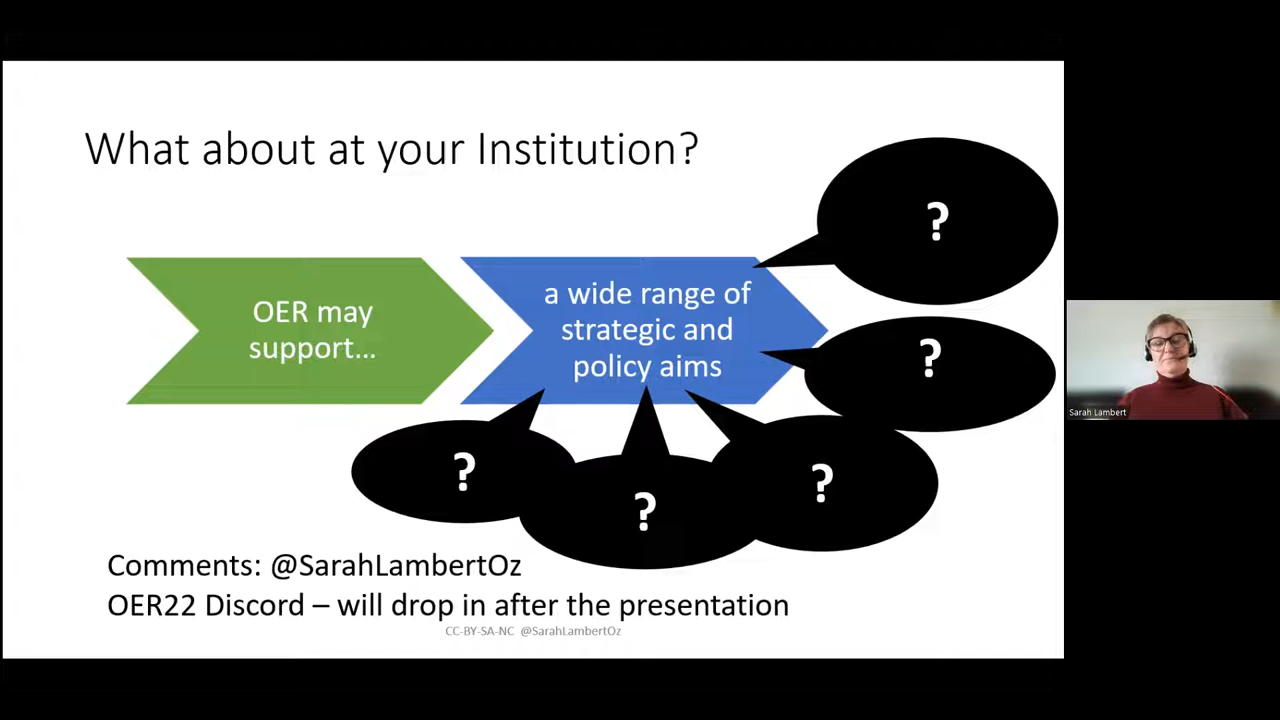 What about at your Institution?
?
OER may
support...
a wide range of
strategic and
policy aims
?
?
?
?
Sarah Lambert
Comments: @SarahLambertOz
OER22 Discord – will drop in after the presentation
CC-BY-SA-NC @SarahLambertOz